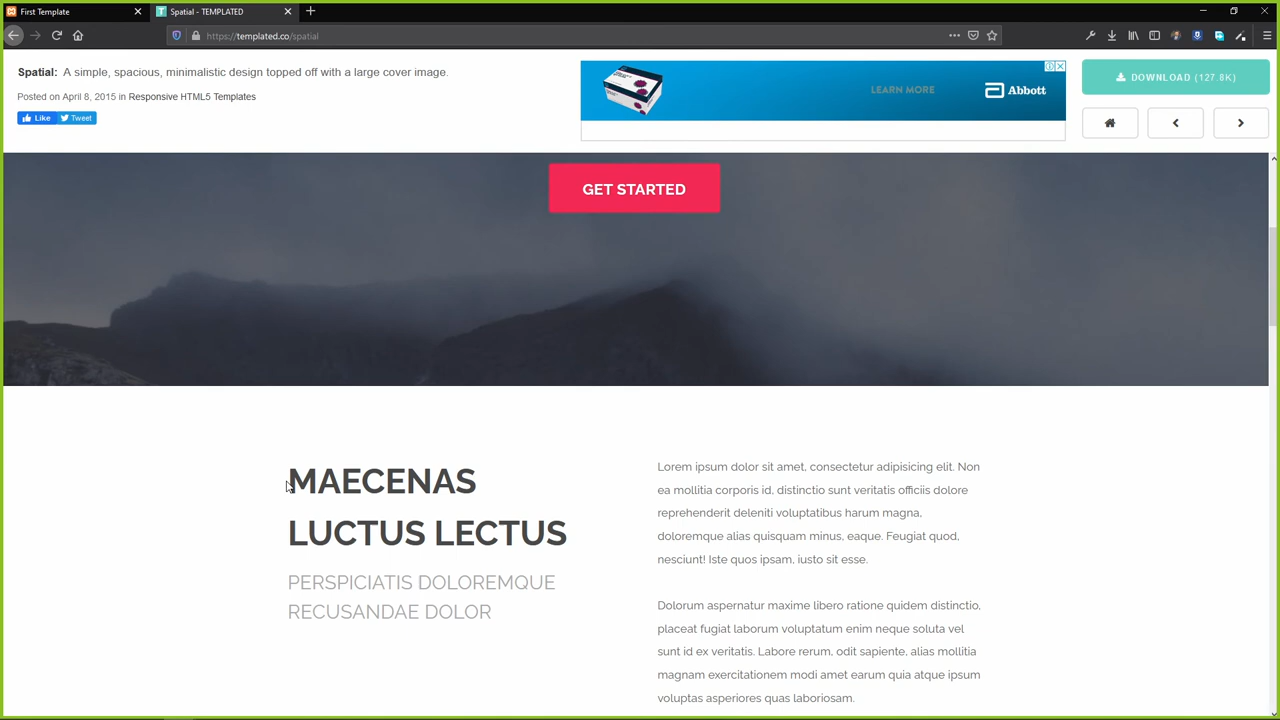 First Template
Spatial - TEMPLATED
https://templated.co/spatial
Spatial: A simple, spacious, minimalistic design topped off with a large cover image.
Posted on April 8, 2015 in Responsive HTML5 Templates
Like
Tweet
LEARN MORE
Abbott
DOWNLOAD (127.8K)
GET STARTED
MAECENAS
LUCTUS LECTUS
PERSPICIATIS DOLOREMQUE
RECUSANDAE DOLOR
Lorem ipsum dolor sit amet, consectetur adipisicing elit. Non
ea mollitia corporis id, distinctio sunt veritatis officiis dolore
reprehenderit deleniti voluptatibus harum magna,
doloremque alias quisquam minus, eaque. Feugiat quod,
nesciunt! Iste quos ipsam, iusto sit esse.
Dolorum aspernatur maxime libero ratione quidem distinctio,
placeat fugiat laborum voluptatum enim neque soluta vel
sunt id ex veritatis. Labore rerum, odit sapiente, alias mollitia
magnam exercitationem modi amet earum quia atque ipsum
voluptas asperiores quas laboriosam.